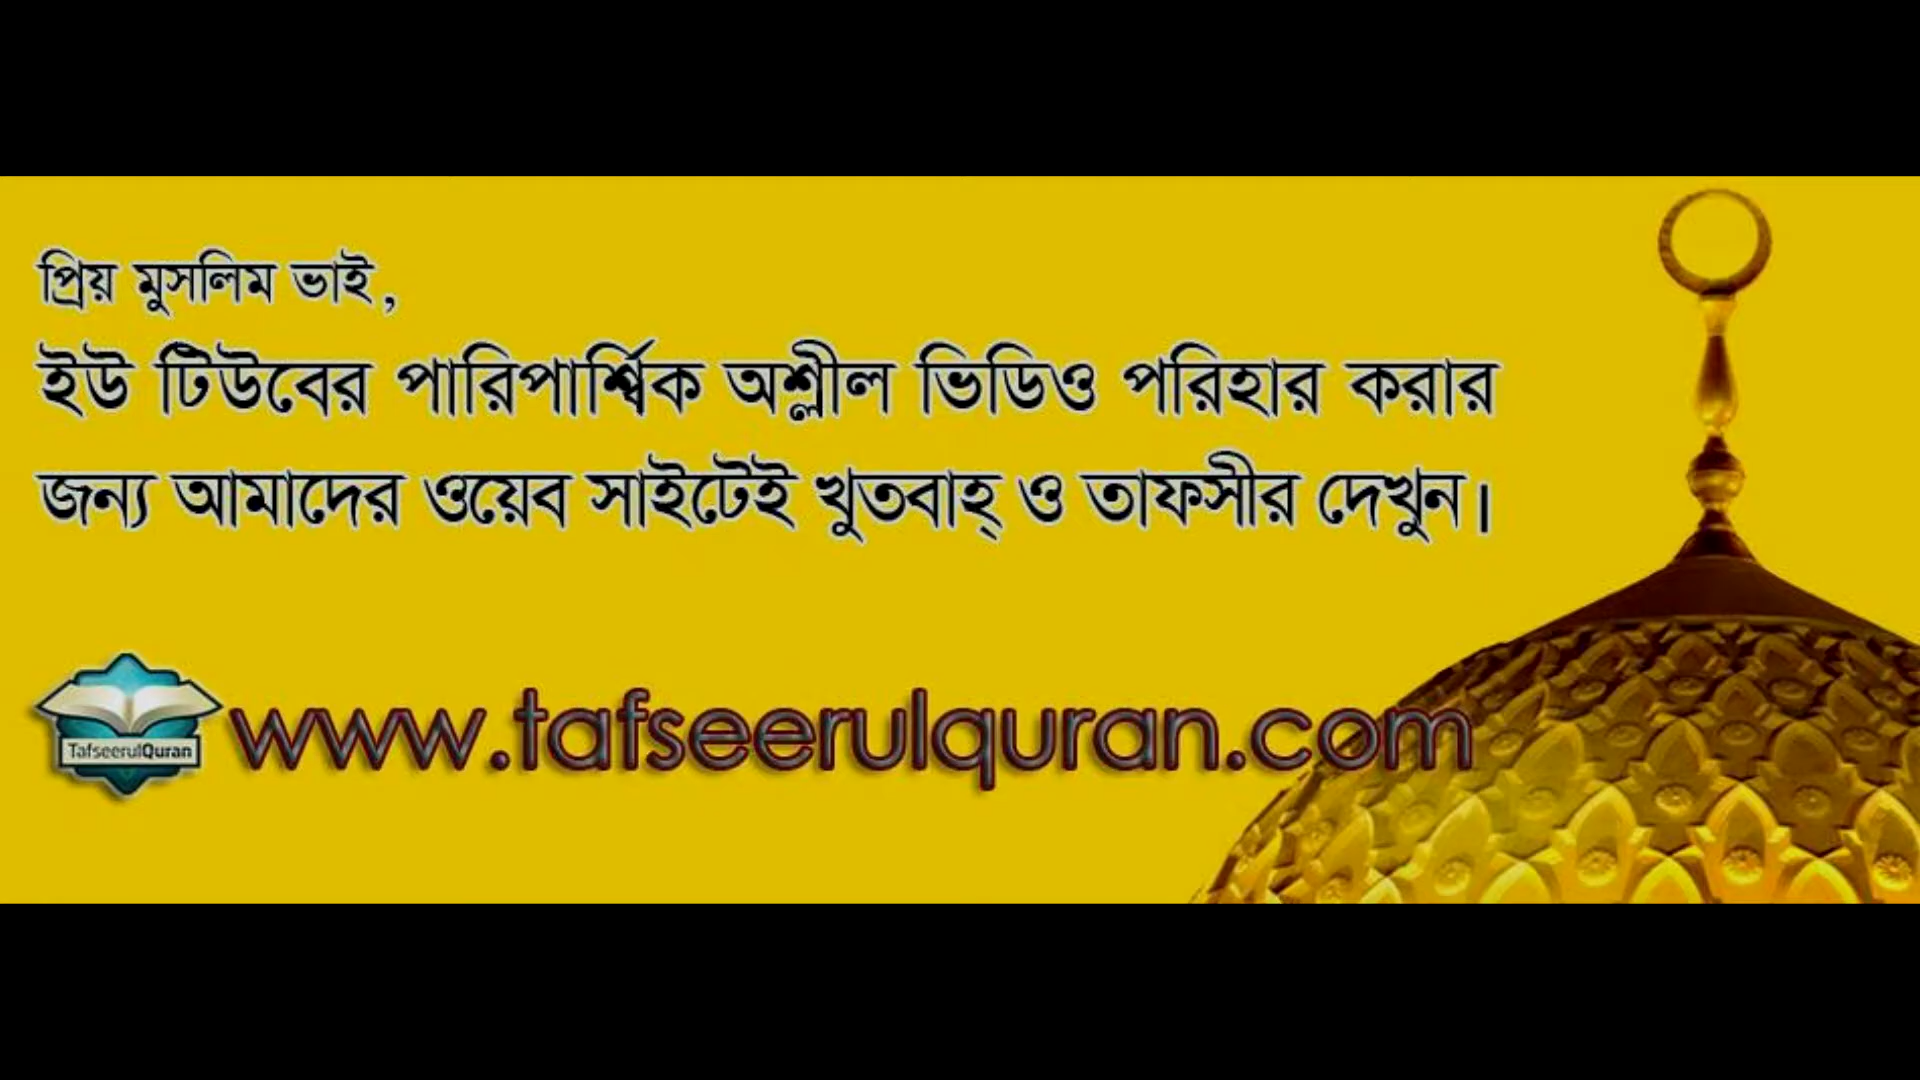 প্রিয় মুসলিম ভাই,
ইউ টিউবের পারিপার্শ্বিক অশ্লীল ভিডিও পরিহার করার
জন্য আমাদের ওয়েব সাইটেই খুতবাহ্ ও তাফসীর দেখুন।
TafseerulQuran
www.tafseerulquran.com